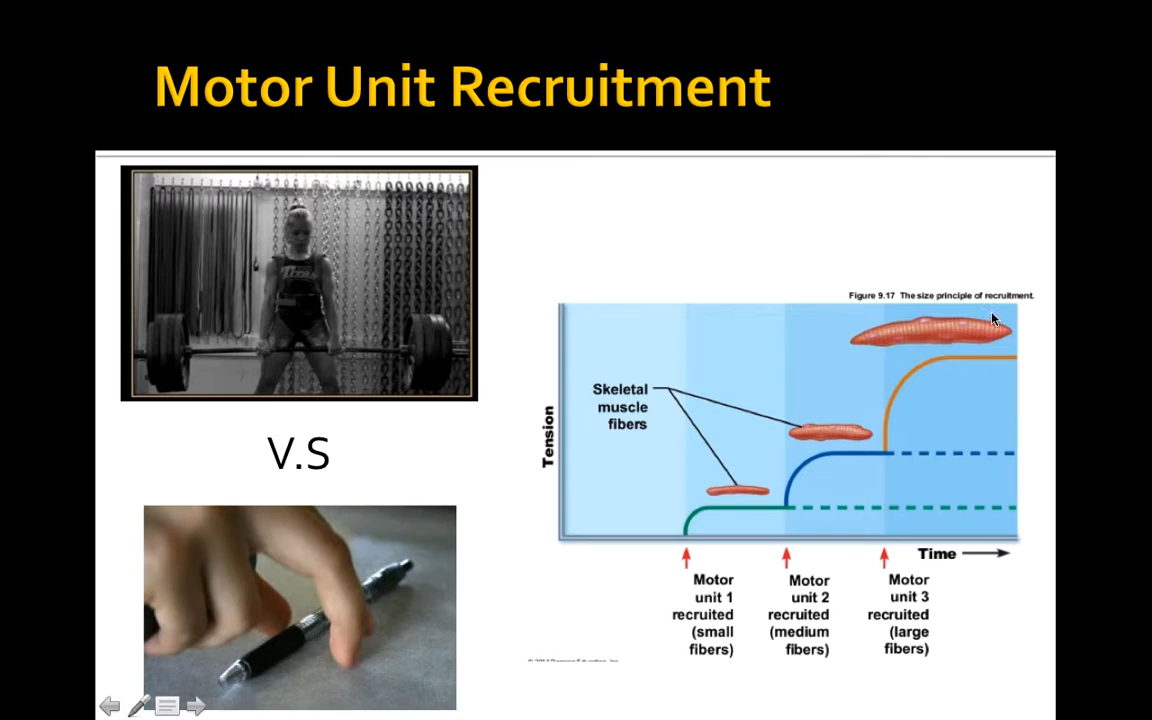 Motor Unit Recruitment
TITAN
V.S
Figure 9.17 The size principle of recruitment.
Skeletal
muscle
fibers
Tension
Time
Motor
unit 1
recruited
(small
fibers)
Motor
unit 2
recruited
(medium
fibers)
Motor
unit 3
recruited
(large
fibers)